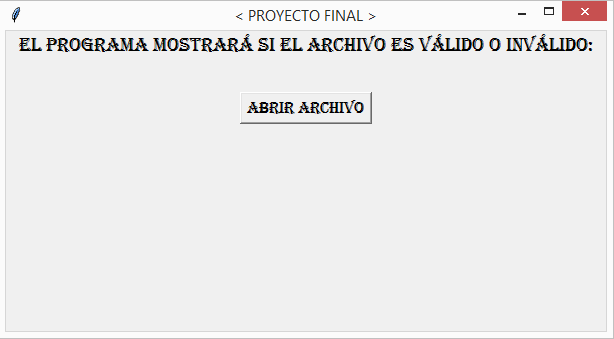 < PROYECTO FINAL >
EL PROGRAMA MOSTRARÁ SI EL ARCHIVO ES VÁLIDO O INVÁLIDO:
ABRIR ARCHIVO